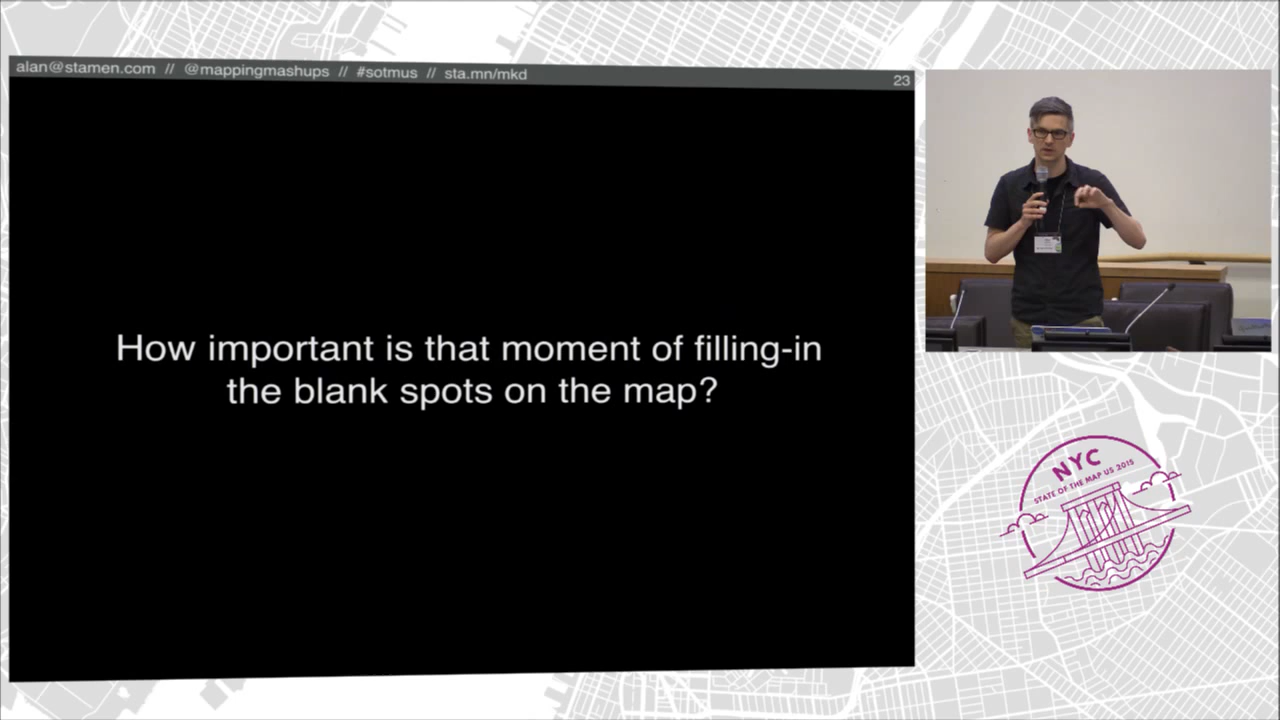 alan@stamen.com // @mappingmashups // #sotmus // sta.mn/mkd
23
How important is that moment of filling-in
the blank spots on the map?
NYC
STATE OF THE MAP US 2015